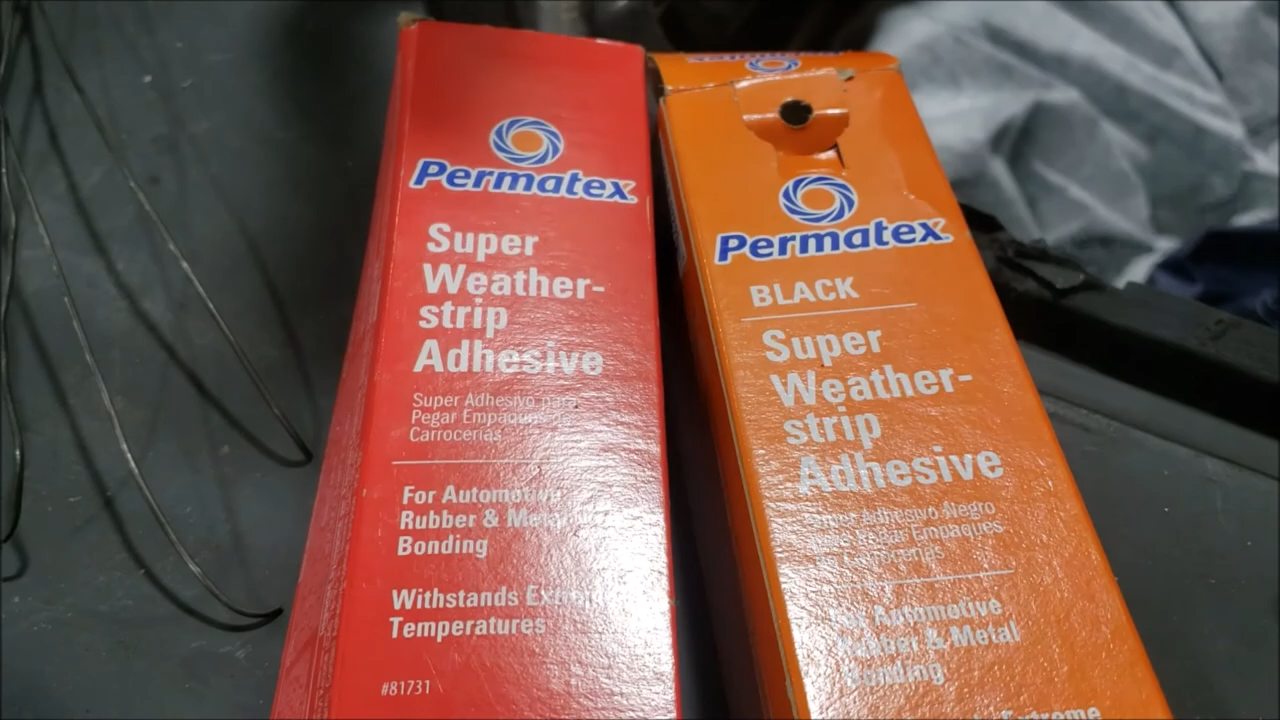 Permatex
Super
Weather-
strip
Adhesive
Super Adhesivo para
Pegar Empaques de
Carrocerías
For Automotive
Rubber & Metal
Bonding
Withstands Extreme
Temperatures
#81731
Permatex
BLACK
Super
Weather-
strip
Adhesive
Super Adhesivo Negro
para Pegar Empaques
de Carrocerías
For Automotive
Rubber & Metal
Bonding
Extreme